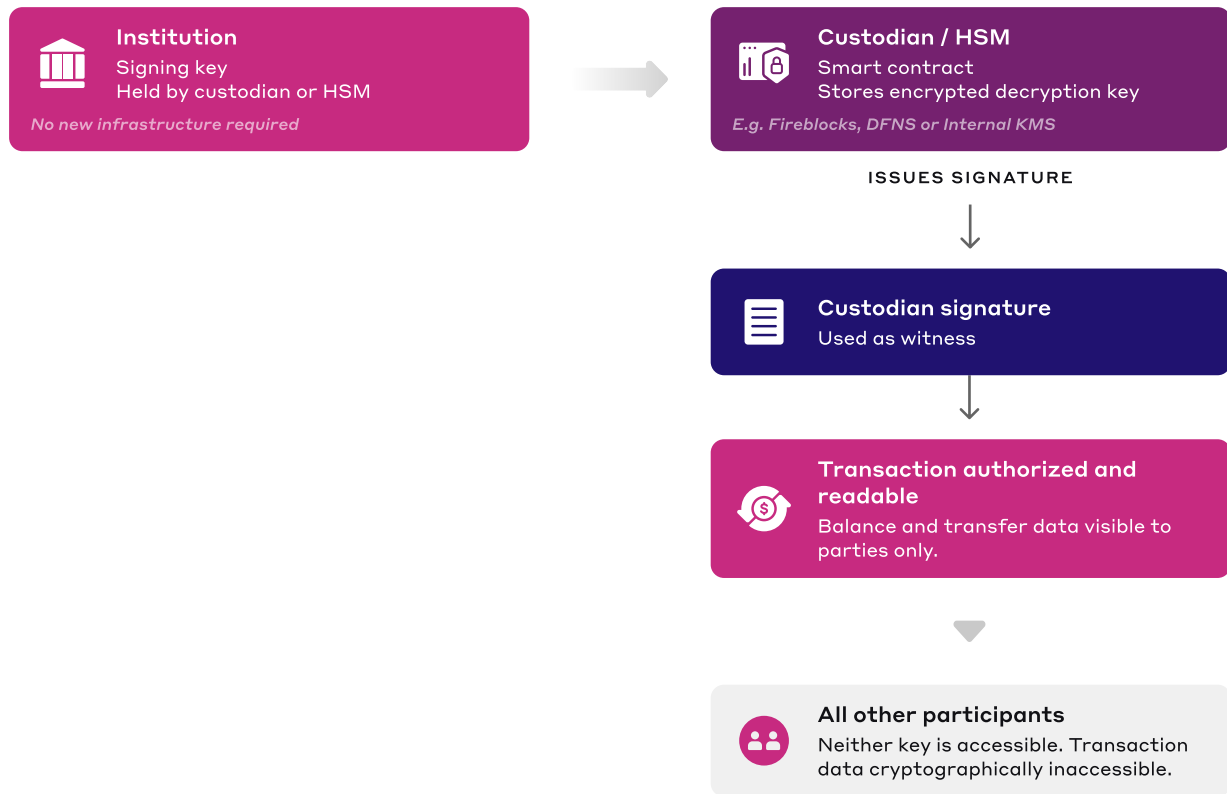 Institution
Signing key
Held by custodian or HSM
No new infrastructure required
Custodian / HSM
Smart contract
Stores encrypted decryption key
E.g. Fireblocks, DFNS or Internal KMS
ISSUES SIGNATURE
Custodian signature
Used as witness
Transaction authorized and
readable
Balance and transfer data visible to
parties only.
All other participants
Neither key is accessible. Transaction
data cryptographically inaccessible.